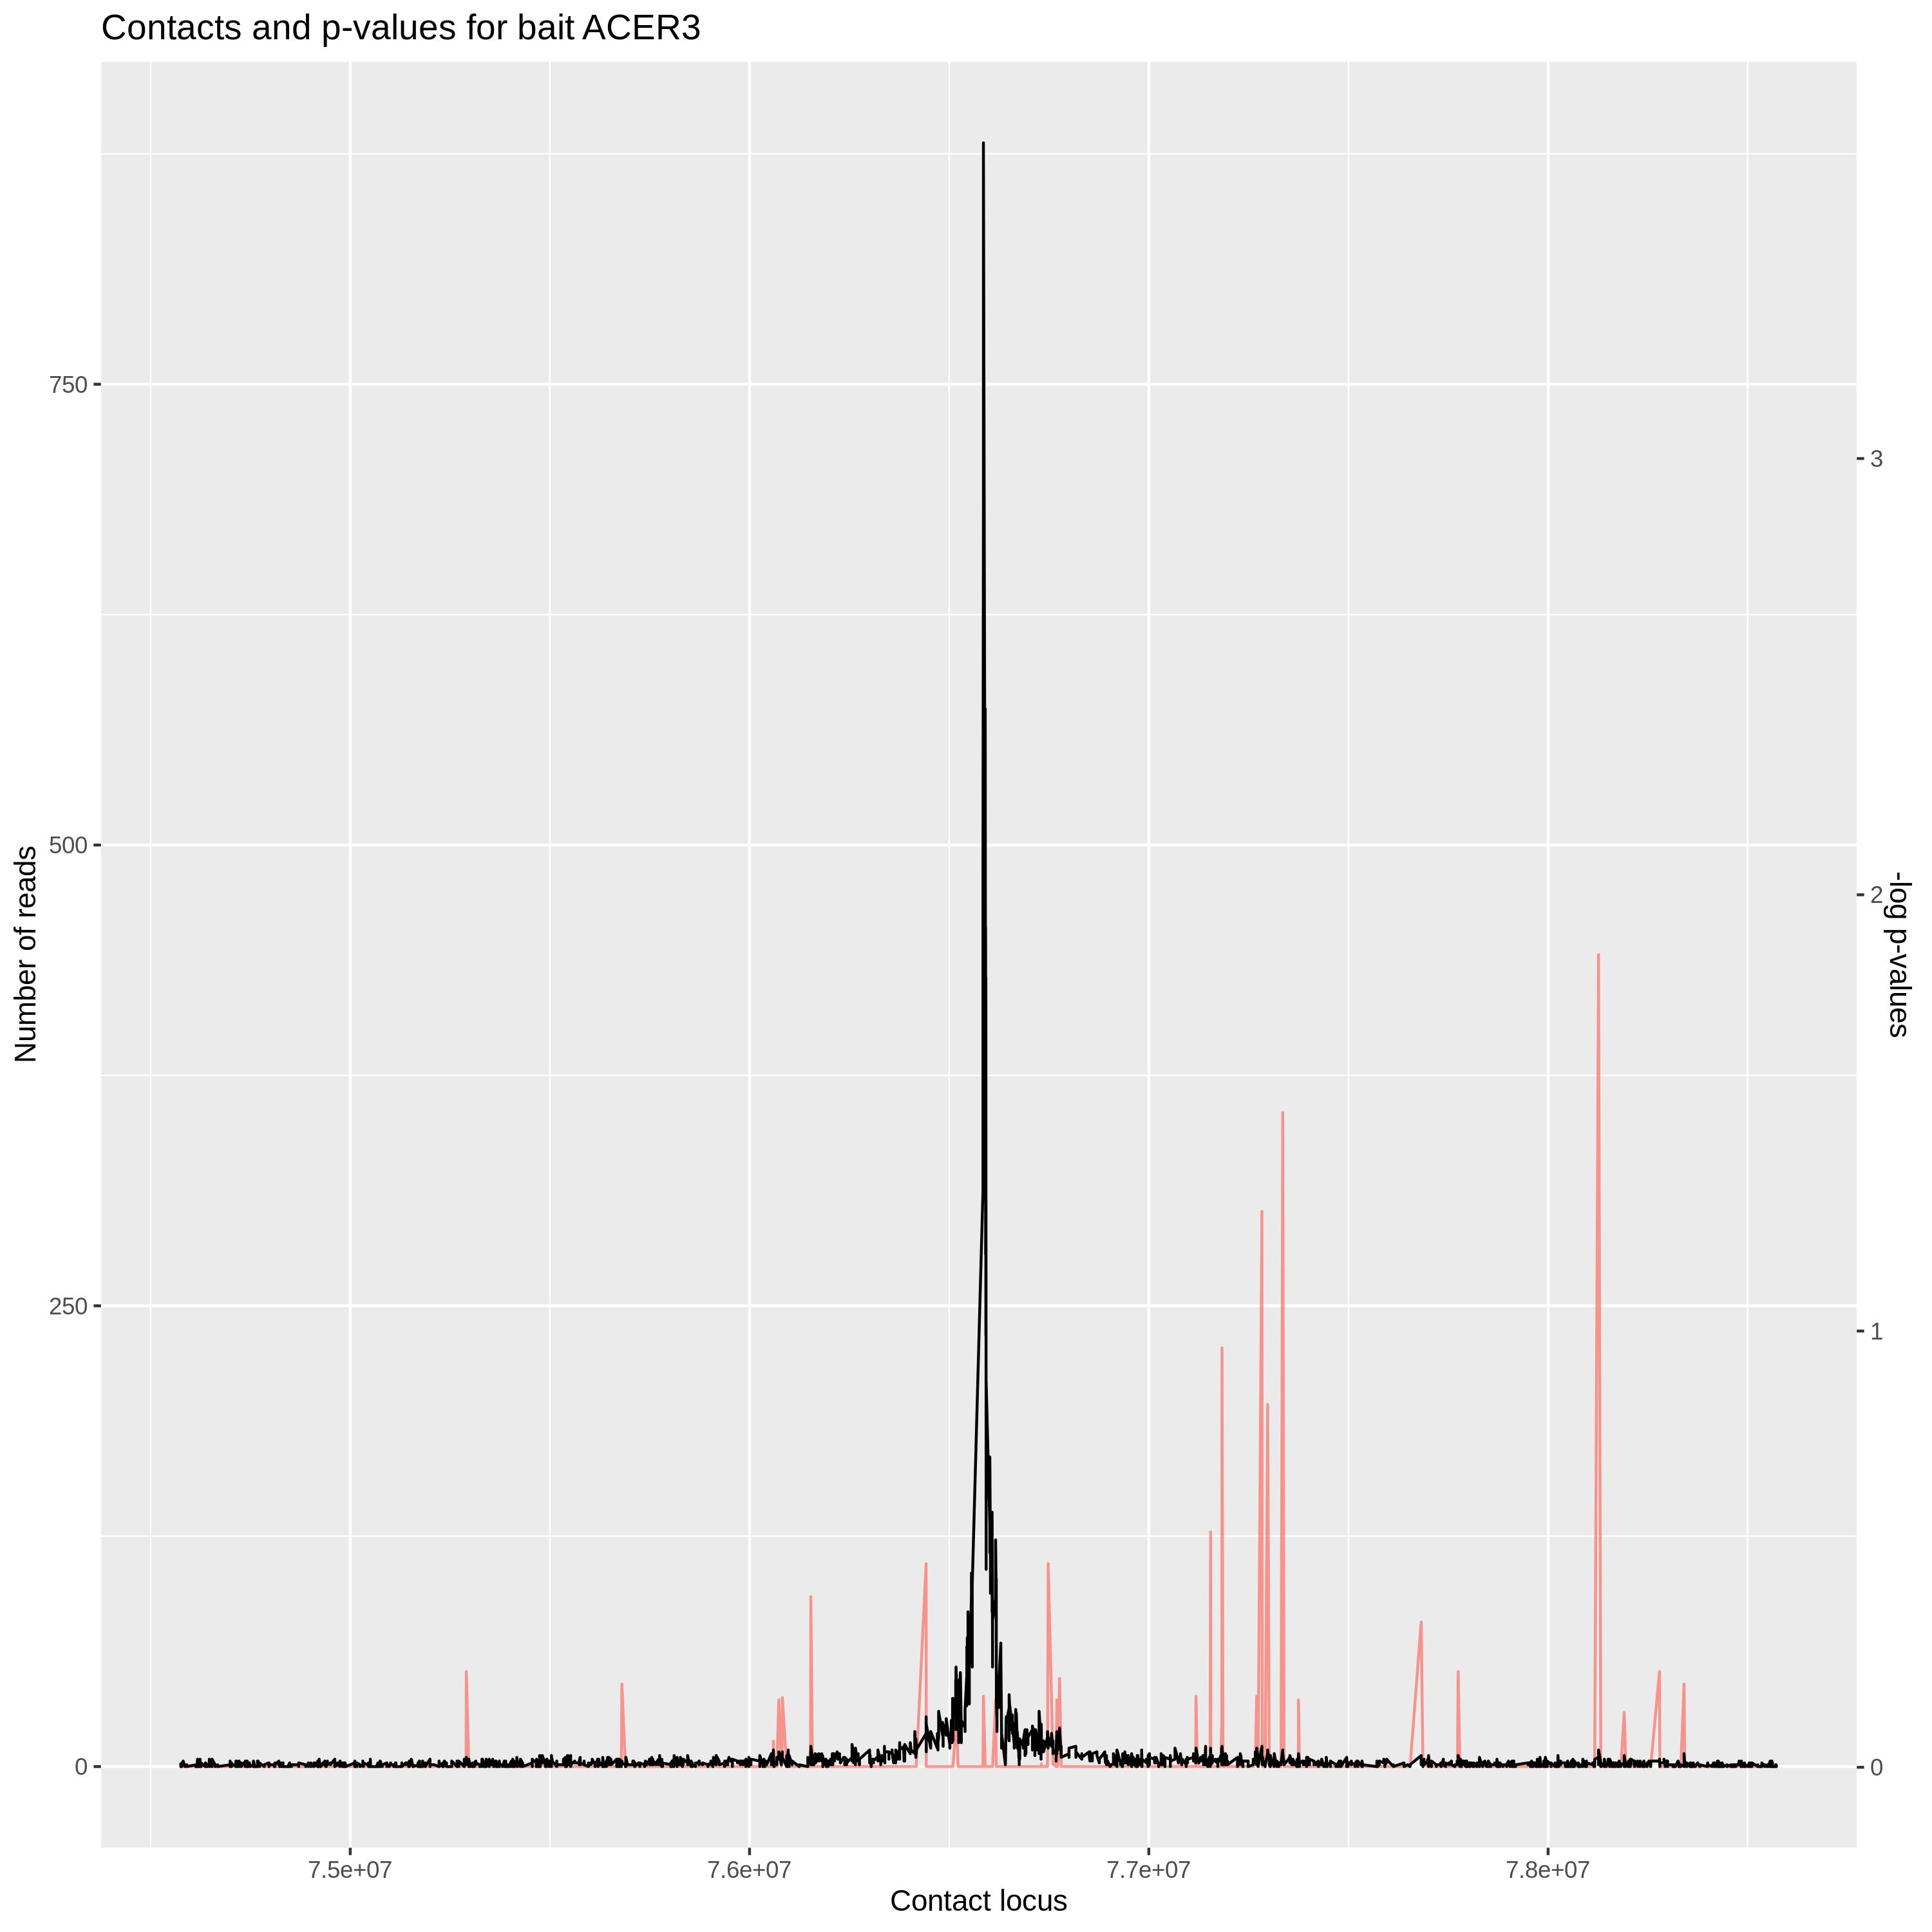 Contacts and p-values for bait ACER3
Number of reads
750
500
250
0
3
2
1
0
-log p-values
7.5e+07
7.6e+07
7.7e+07
7.8e+07
Contact locus